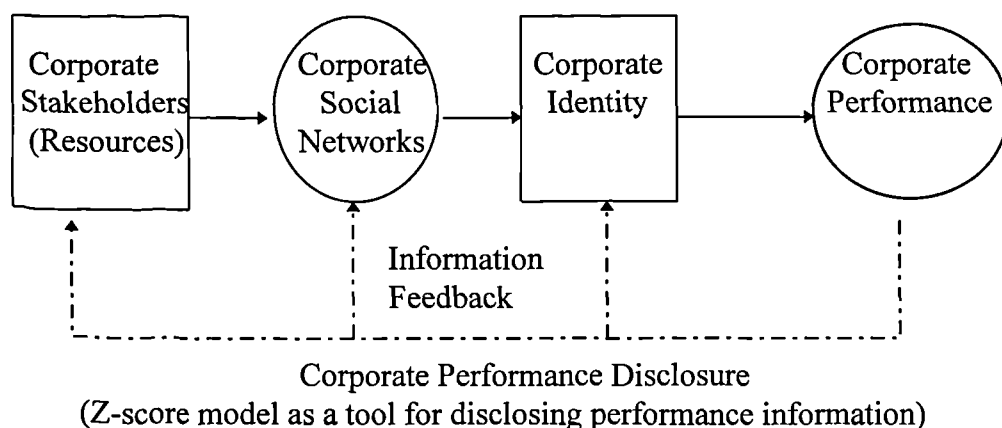 Corporate
Stakeholders
(Resources)
Corporate
Social
Networks
Corporate
Identity
Corporate
Performance
Information
Feedback
Corporate Performance Disclosure
(Z-score model as a tool for disclosing performance information)